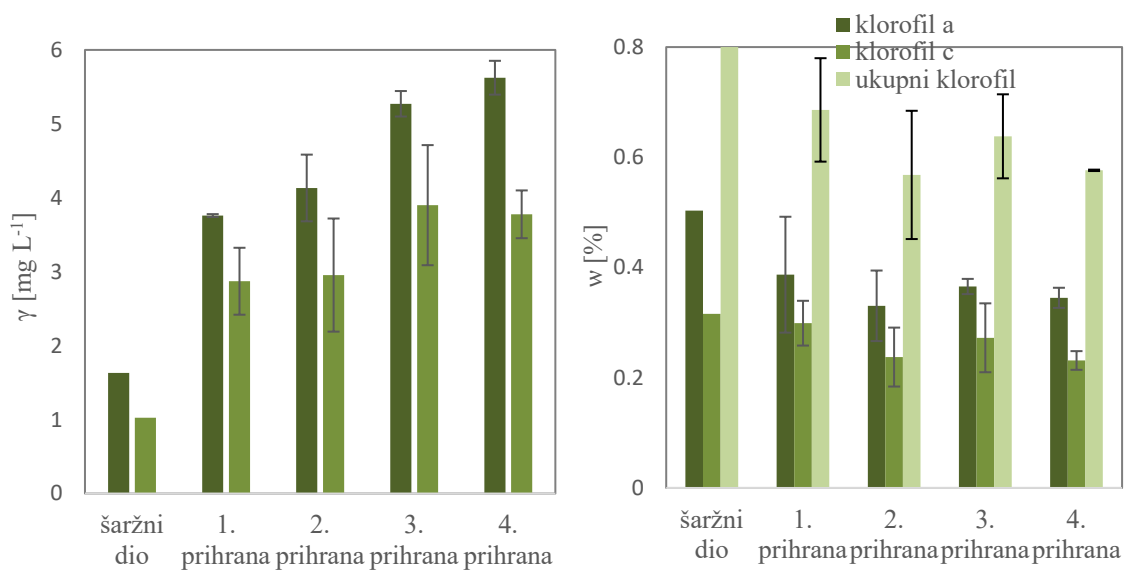 γ [mg L-1]
6
5
4
3
2
1
0
šaržni dio
1. prihrana
2. prihrana
3. prihrana
4. prihrana
klorofil a
klorofil c
ukupni klorofil
w [%]
0.8
0.6
0.4
0.2
0
šaržni dio
1. prihrana
2. prihrana
3. prihrana
4. prihrana